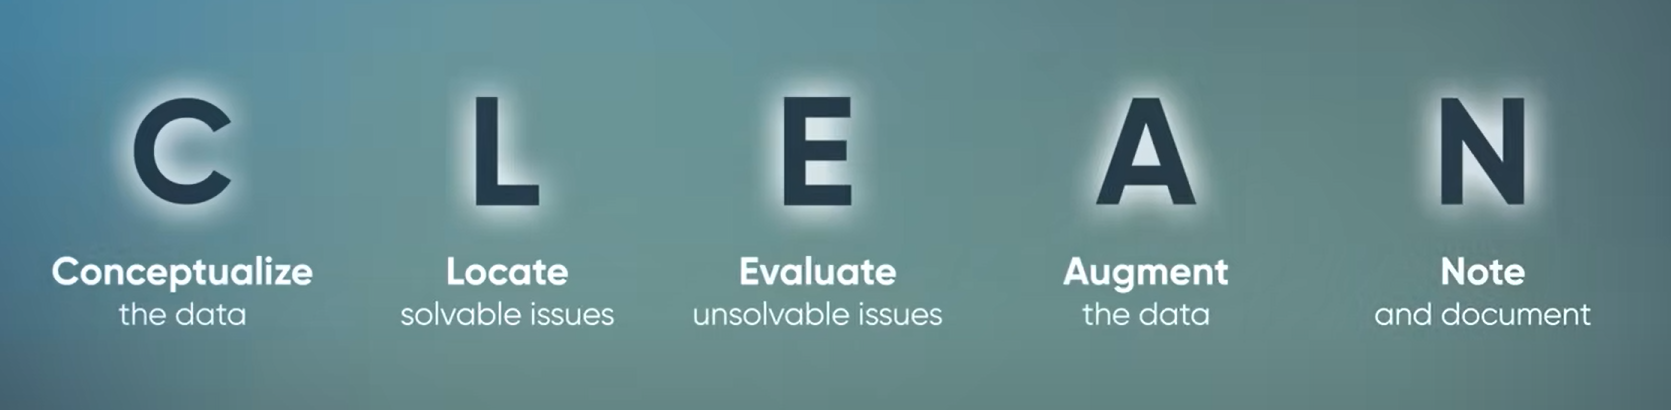 C L E A N
Conceptualize Locate Evaluate Augment Note
the data solvable issues unsolvable issues the data and document